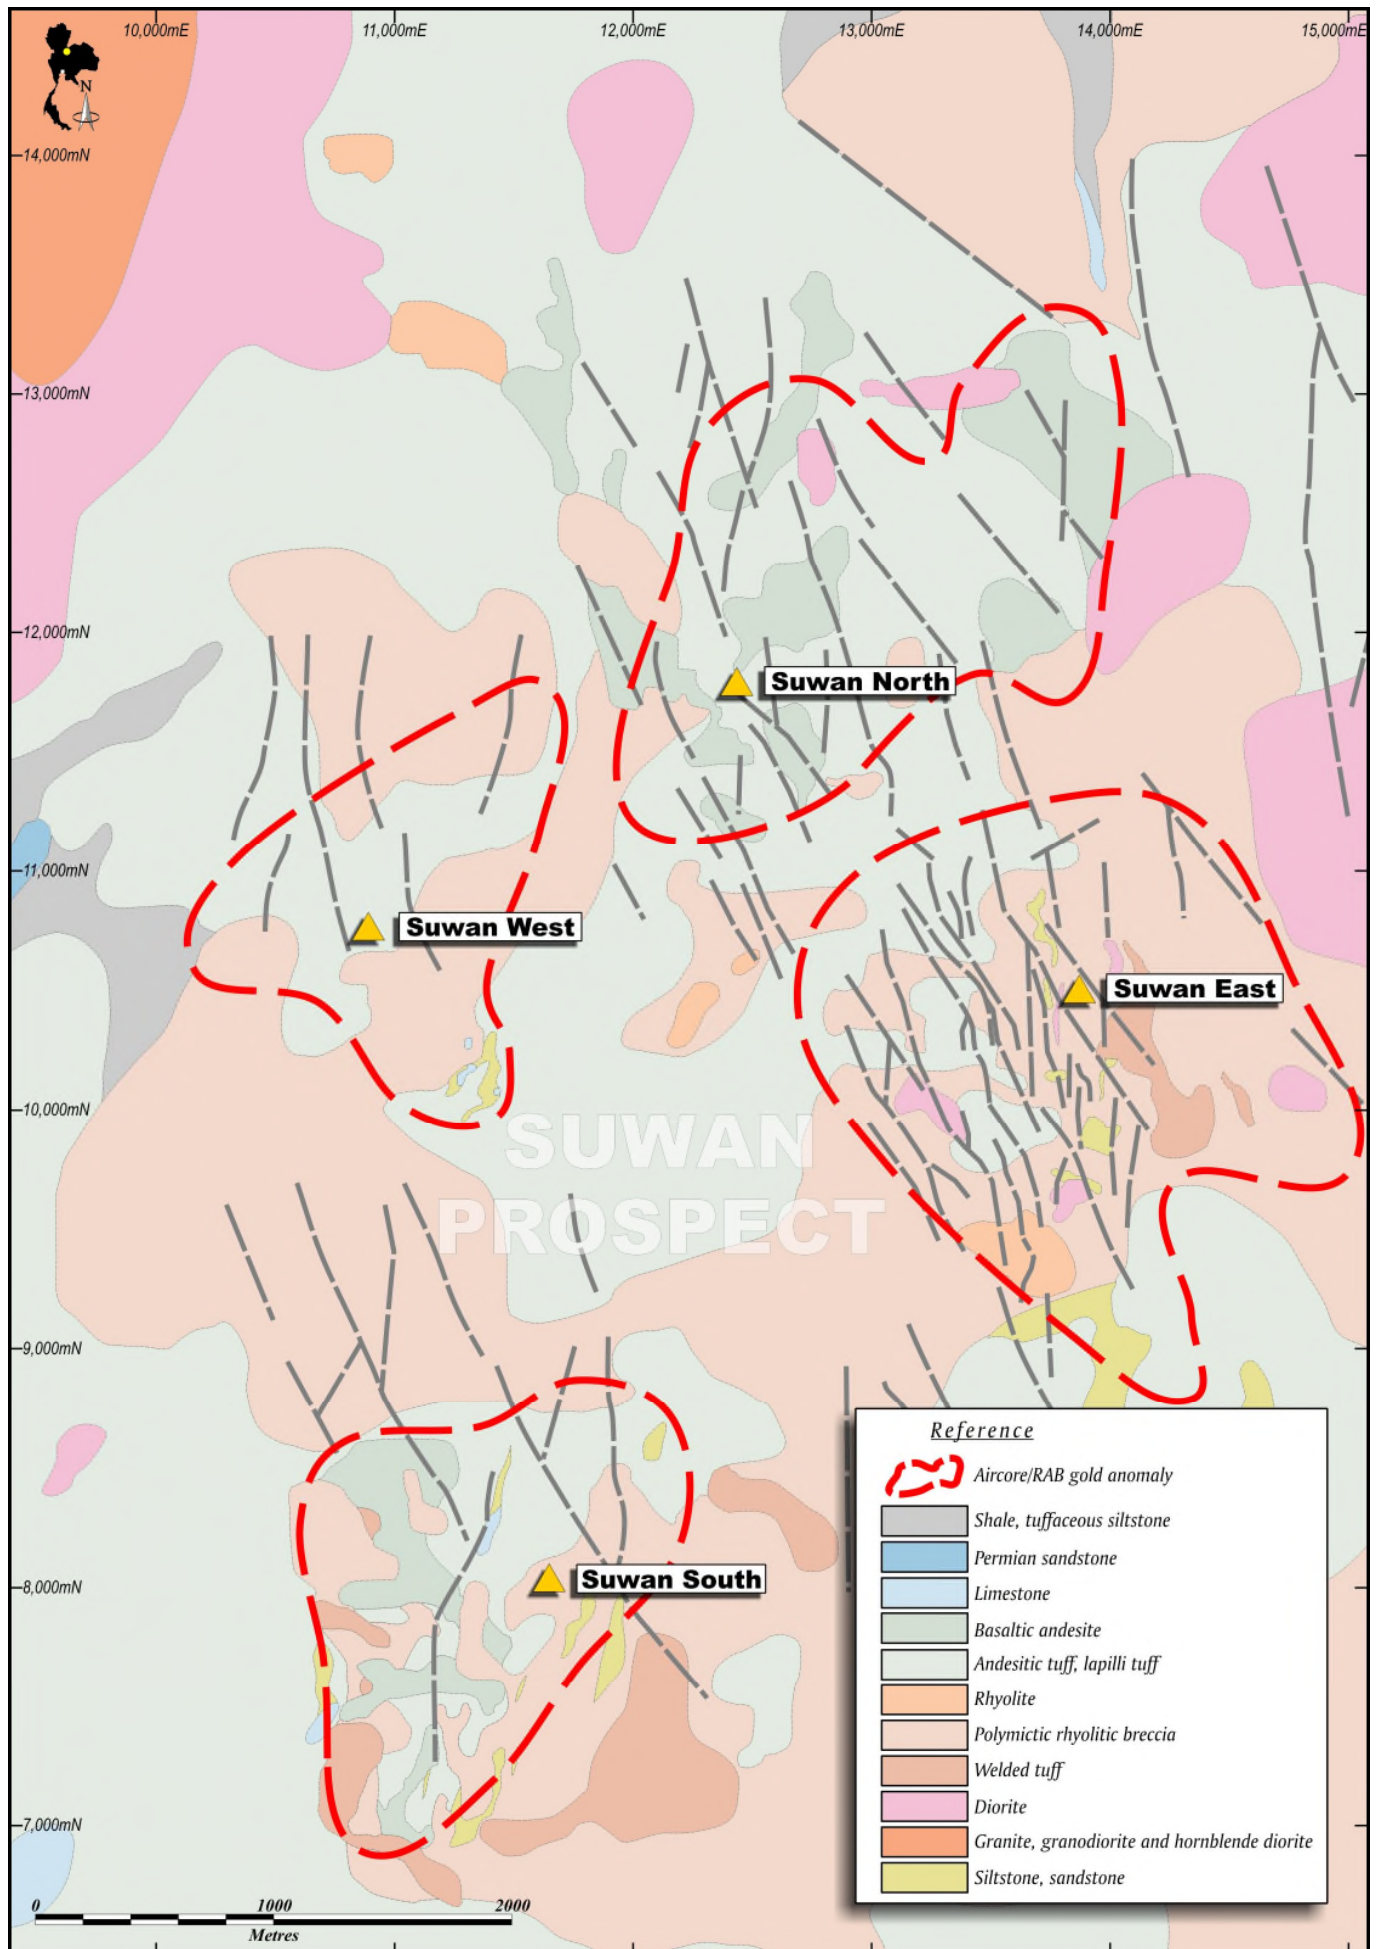 10,000mE 11,000mE 12,000mE 13,000mE 14,000mE 15,000mE
N
14,000mN
13,000mN
12,000mN
Suwan North
11,000mN
Suwan West
Suwan East
10,000mN
SUWAN
PROSPECT
9,000mN
Reference
Aircore/RAB gold anomaly
Shale, tuffaceous siltstone
Permian sandstone
Limestone
Basaltic andesite
Andesitic tuff, lapilli tuff
Rhyolite
Polymictic rhyolitic breccia
Welded tuff
Diorite
Granite, granodiorite and hornblende diorite
Siltstone, sandstone
Suwan South
8,000mN
7,000mN
0 1000 2000
Metres